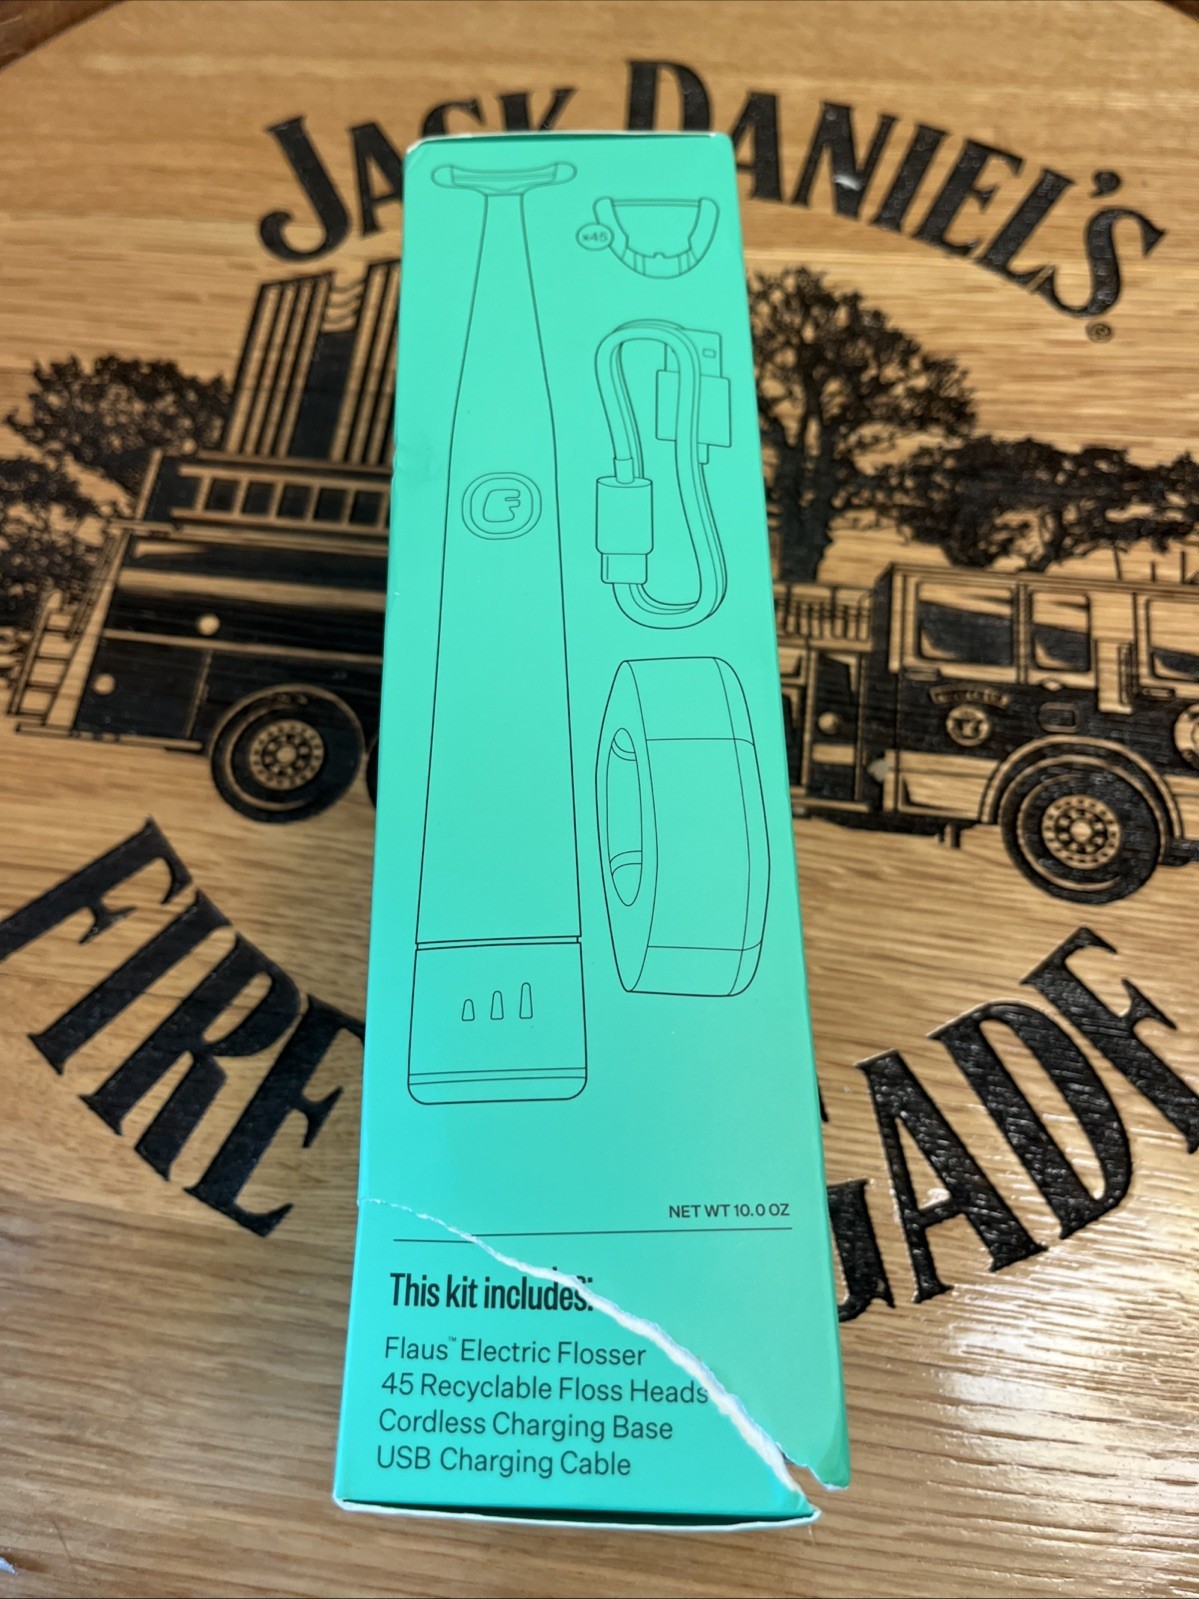 JACK DANIEL'S
®
x45
F
NET WT 10.0 OZ
This kit includes:
Flaus™ Electric Flosser
45 Recyclable Floss Heads
Cordless Charging Base
USB Charging Cable
FIRE
GADE